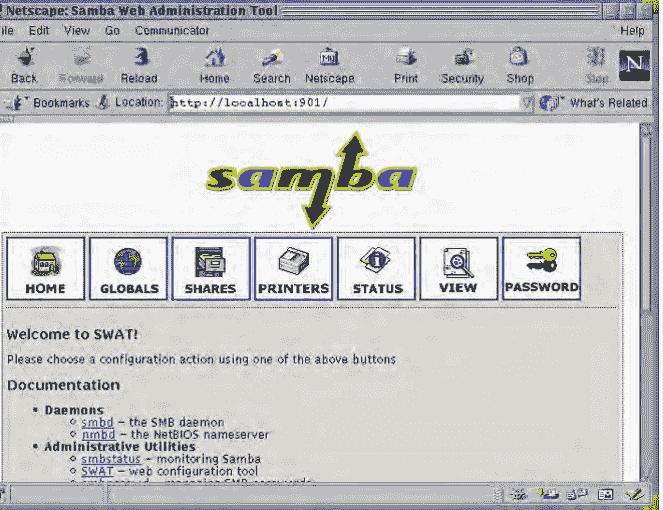 Netscape: Samba Web Administration Tool
ile Edit View Go Communicator Help
Back Forward Reload Home Search Netscape Print Security Shop Stop N
Bookmarks Location: http://localhost:901/ What's Related
samba
HOME GLOBALS SHARES PRINTERS STATUS VIEW PASSWORD
Welcome to SWAT!
Please choose a configuration action using one of the above buttons
Documentation
Daemons
smbd - the SMB daemon
nmbd - the NetBIOS nameserver
Administrative Utilities
smbstatus - monitoring Samba
SWAT - web configuration tool